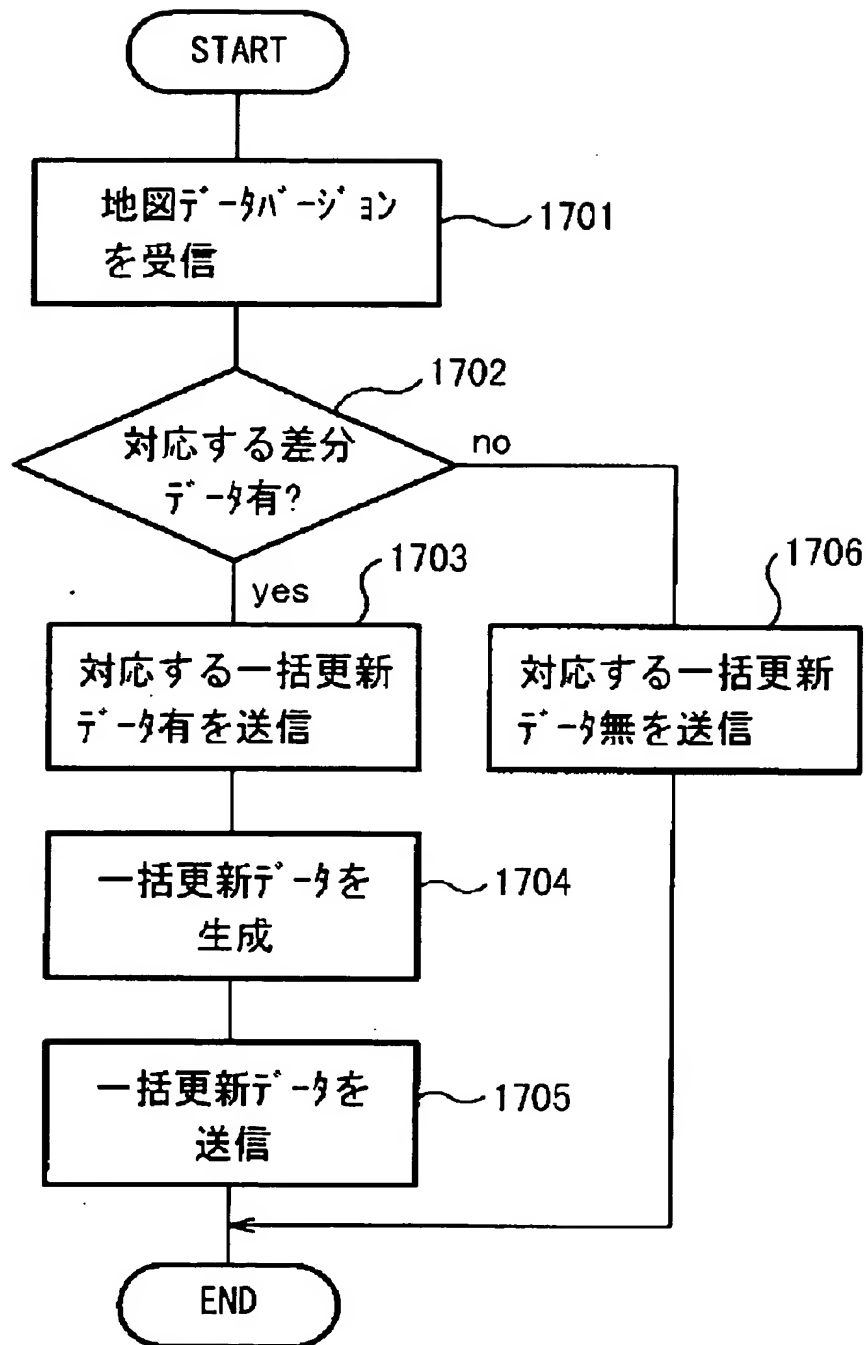 START
地図ﾃﾞｰﾀﾊﾞｰｼﾞｮﾝ
を受信
1701
1702
対応する差分
ﾃﾞｰﾀ有?
no
yes
1703
1706
対応する一括更新
ﾃﾞｰﾀ有を送信
対応する一括更新
ﾃﾞｰﾀ無を送信
一括更新ﾃﾞｰﾀを
生成
1704
一括更新ﾃﾞｰﾀを
送信
1705
END